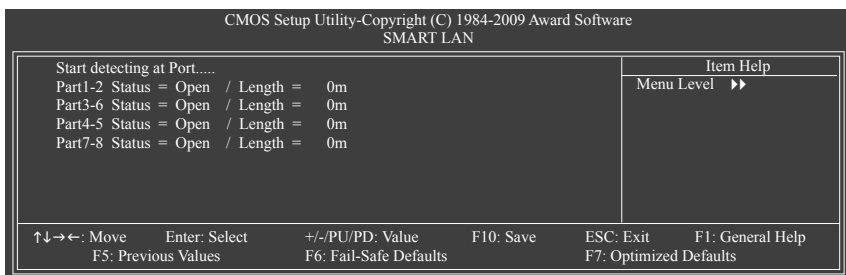 CMOS Setup Utility-Copyright (C) 1984-2009 Award Software
SMART LAN
Start detecting at Port.....
Part1-2 Status = Open / Length = 0m
Part3-6 Status = Open / Length = 0m
Part4-5 Status = Open / Length = 0m
Part7-8 Status = Open / Length = 0m
Item Help
Menu Level ▶▶
↑↓→←: Move Enter: Select +/-/PU/PD: Value F10: Save ESC: Exit F1: General Help
F5: Previous Values F6: Fail-Safe Defaults F7: Optimized Defaults